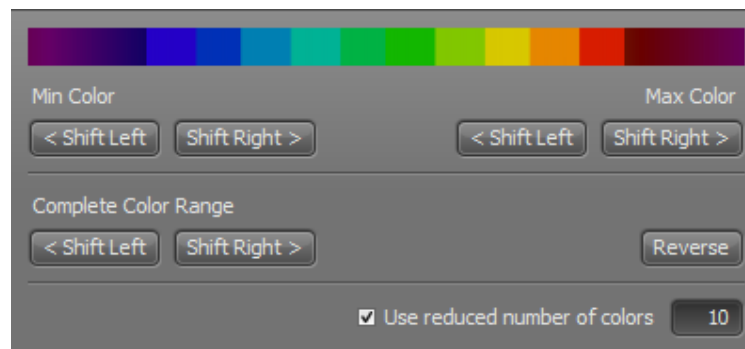 Min Color Max Color
< Shift Left Shift Right > < Shift Left Shift Right >
Complete Color Range
< Shift Left Shift Right > Reverse
Use reduced number of colors 10